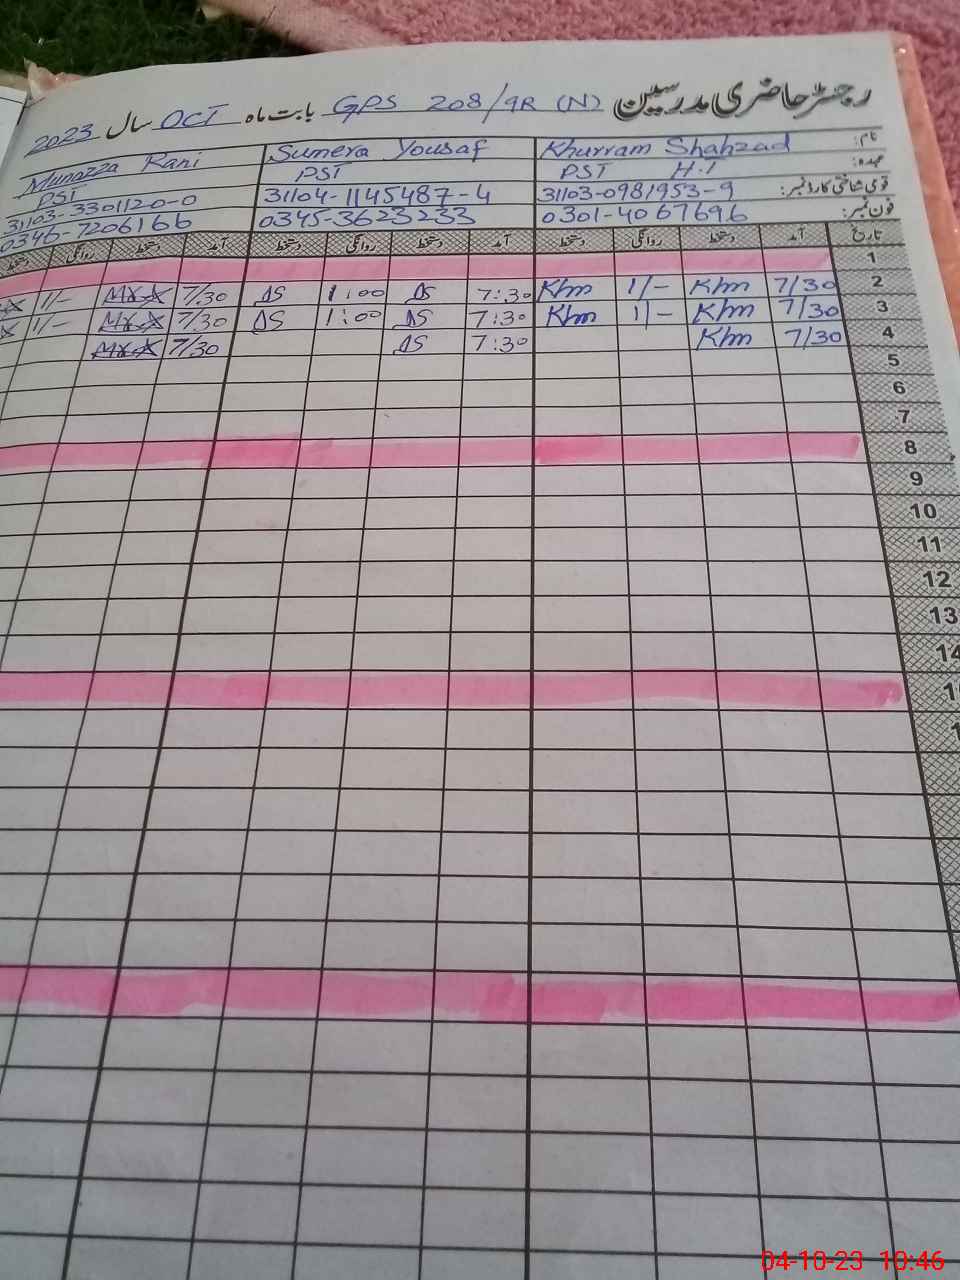 رجسٹر حاضری مدرسین GPS 208/9R (N) بابت ماہ OCT سال 2023
نام: Khurram Shahzad Sumera Yousaf Munazza Rani
عہدہ: PST H.T PST PST
قومی شناختی کارڈ نمبر: 31103-0981953-9 31104-1145487-4 31103-3301120-0
فون نمبر: 0301-4067696 0345-3623233 0346-7206166
تاریخ آمد دستخط روانگی دستخط آمد دستخط روانگی دستخط آمد دستخط روانگی دستخط
1
2 7/30 Khm 1/- Khm 7:30 1:00 7/30 1/-
3 7/30 Khm 1/- Khm 7:30 1:00 7/30 1/-
4 7/30 Khm 7:30 7/30
5
6
7
8
9
10
11
12
13
14
04-10-23 10:46